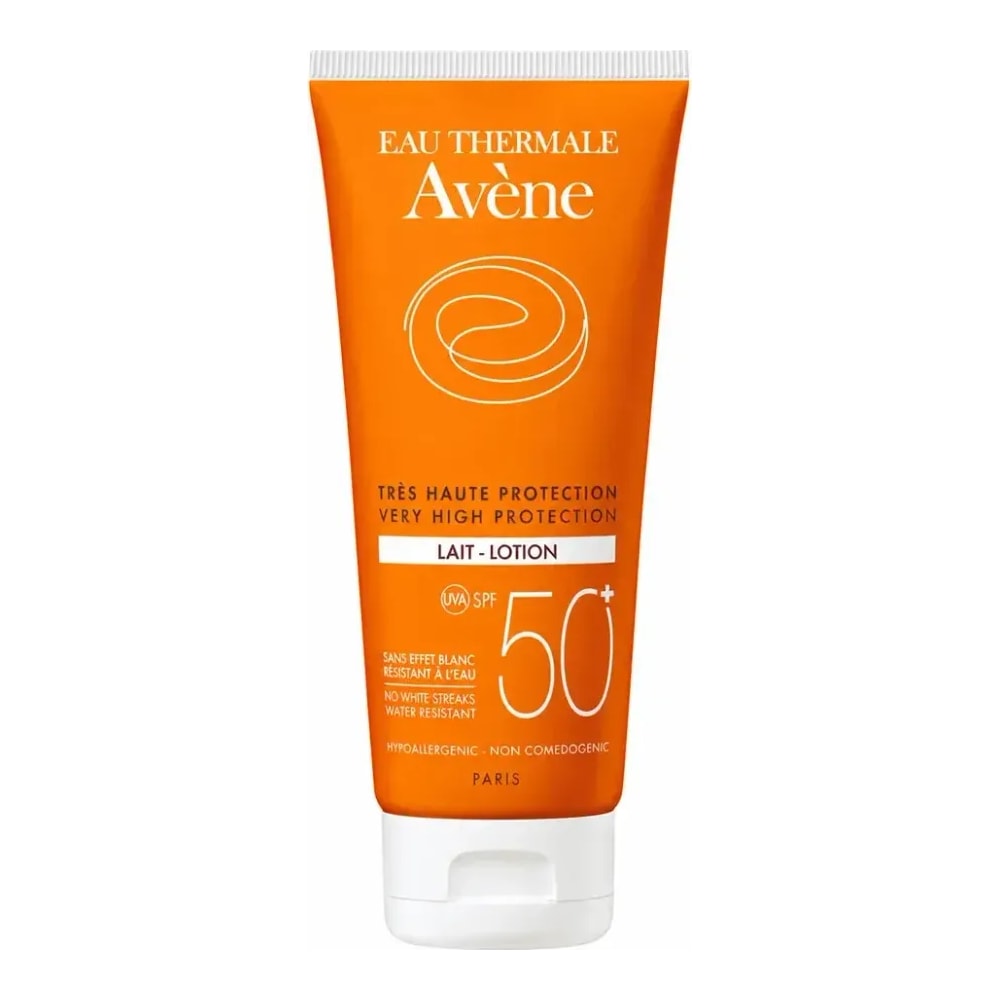 EAU THERMALE
Avène
TRÈS HAUTE PROTECTION
VERY HIGH PROTECTION
LAIT - LOTION
UVA SPF 50+
SANS EFFET BLANC
RÉSISTANT À L'EAU
NO WHITE STREAKS
WATER RESISTANT
HYPOALLERGENIC - NON COMEDOGENIC
PARIS